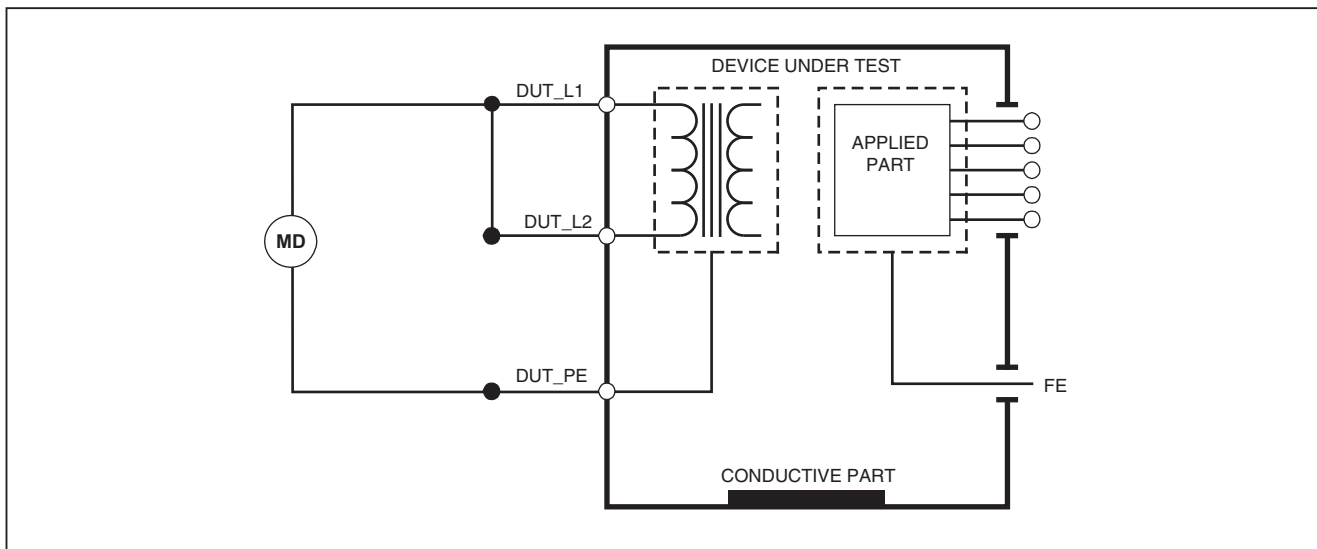 DEVICE UNDER TEST
DUT_L1
APPLIED
PART
DUT_L2
MD
DUT_PE
FE
CONDUCTIVE PART